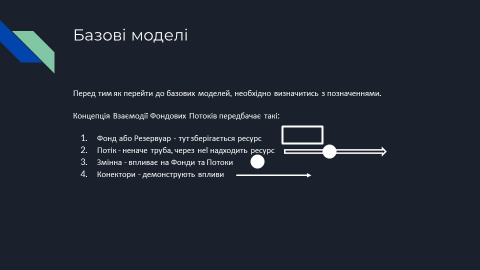 Базові моделі
Перед тим як перейти до базових моделей, необхідно визначитись з позначеннями.
Концепція Взаємодії Фондових Потоків передбачає такі:
1. Фонд або Резервуар - тут зберігається ресурс
2. Потік - неначе труба, через неї надходить ресурс
3. Змінна - впливає на Фонди та Потоки
4. Конектори - демонструють впливи